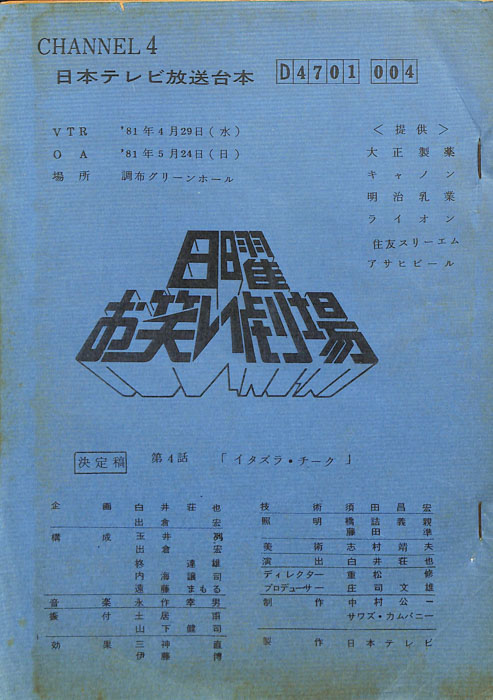 CHANNEL 4
日本テレビ放送台本 D4701 004
VTR '81年4月29日(水)
OA '81年5月24日(日)
場所 調布グリーンホール
<提供>
大正製薬
キャノン
明治乳業
ライオン
住友スリーエム
アサヒビール
日曜
お笑い劇場
決定稿 第4話 「イタズラ・チーク」
企画 白井荘也
出倉宏
構成 玉井
出倉宏
柊達雄
内海譲司
遠藤まもる
音楽 永作幸男
振付 土居甫
山下健司
効果 三神直
伊藤博
技術 須田昌宏
照明 橋詰義親
藤田準
美術 志村靖夫
演出 白井荘也
ディレクター 重松修
プロデューサー 庄司文雄
制作 中村公一
サワズ・カムパニー
製作 日本テレビ